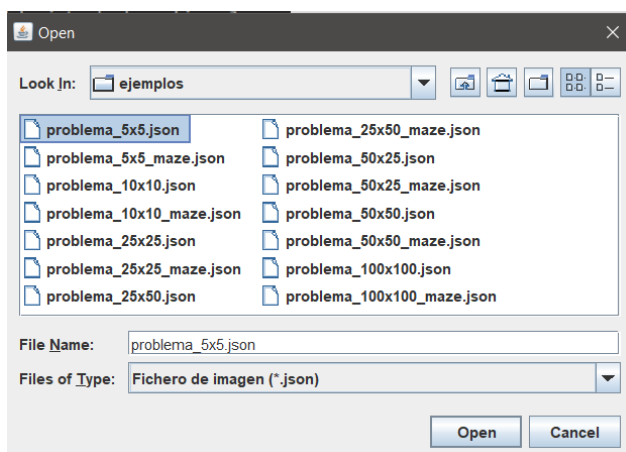 Open
Look In: ejemplos
problema_5x5.json
problema_5x5_maze.json
problema_10x10.json
problema_10x10_maze.json
problema_25x25.json
problema_25x25_maze.json
problema_25x50.json
problema_25x50_maze.json
problema_50x25.json
problema_50x25_maze.json
problema_50x50.json
problema_50x50_maze.json
problema_100x100.json
problema_100x100_maze.json
File Name: problema_5x5.json
Files of Type: Fichero de imagen (*.json)
Open Cancel